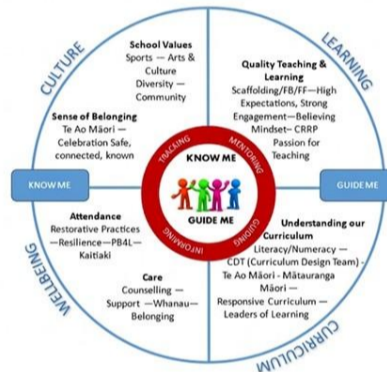 CULTURE
School Values
Sports — Arts &
Culture
Diversity —
Community
Sense of Belonging
Te Ao Māori —
Celebration Safe,
connected, known
LEARNING
Quality Teaching &
Learning
Scaffolding/FB/FF—High
Expectations, Strong
Engagement—Believing
Mindset– CRRP
Passion for
Teaching
KNOW ME
TRACKING
MENTORING
KNOW ME
GUIDE ME
INFORMING
GUIDING
GUIDE ME
WELLBEING
Attendance
Restorative Practices
—Resilience—PB4L—
Kaitiaki
Care
Counselling —
Support —Whanau—
Belonging
Understanding our
Curriculum
Literacy/Numeracy —
CDT (Curriculum Design Team) -
Te Ao Māori - Mātauranga
Māori —
Responsive Curriculum —
Leaders of Learning
CURRICULUM